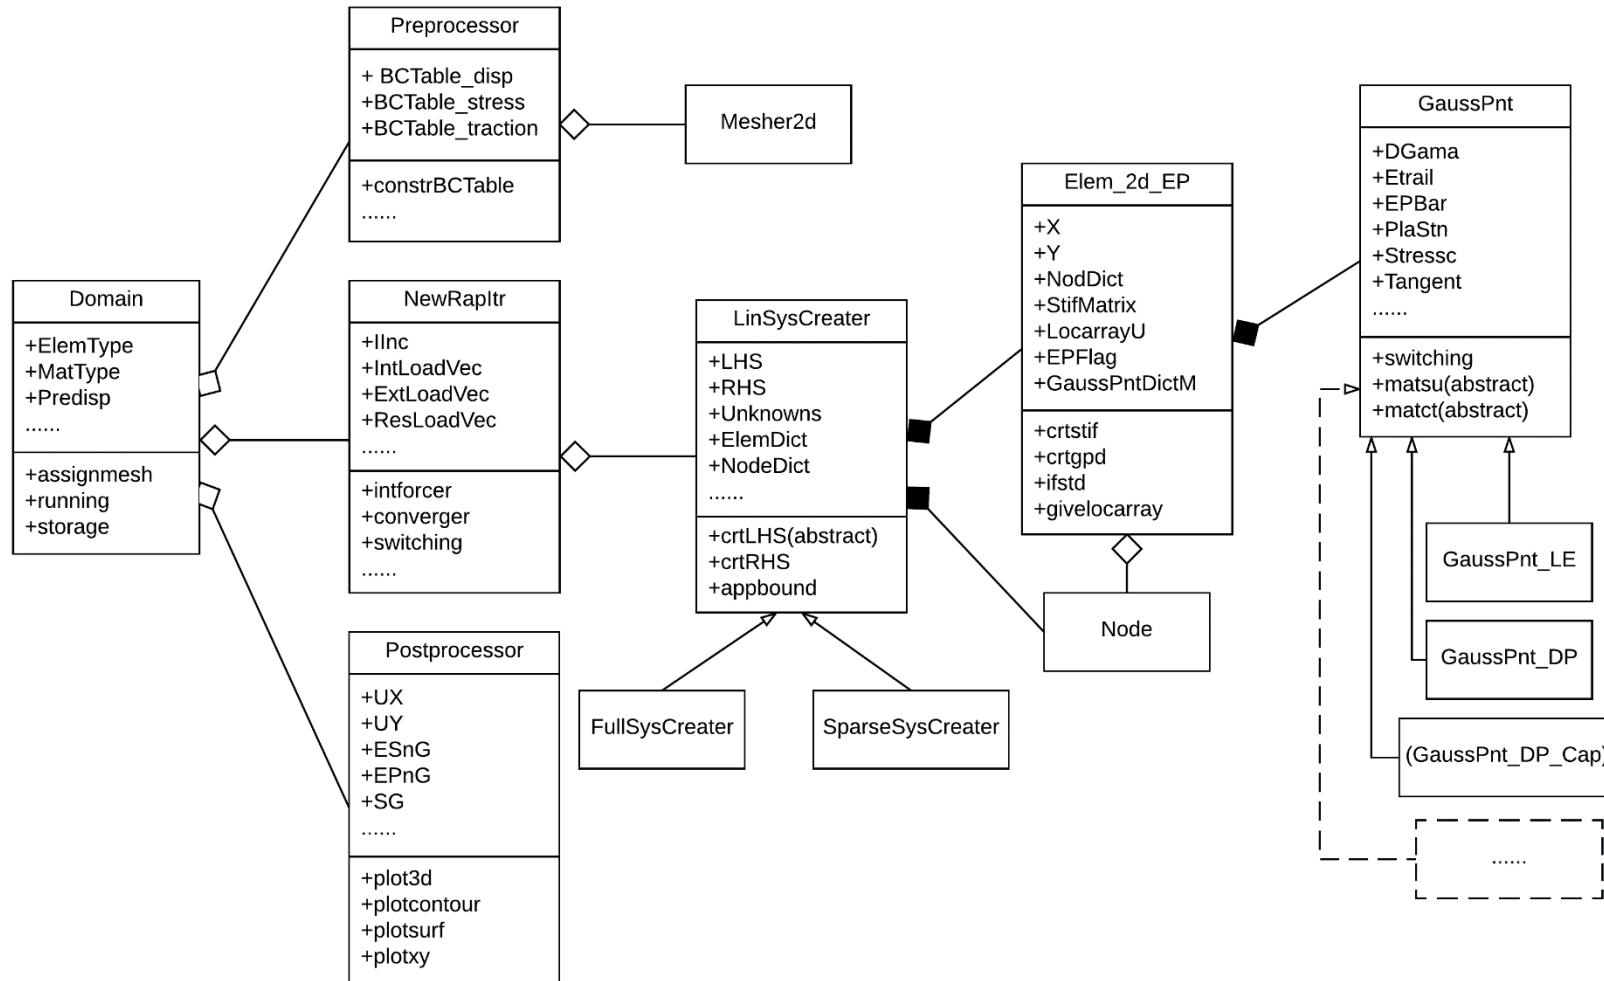 Preprocessor
+ BCTable_disp
+BCTable_stress
+BCTable_traction
+constrBCTable
......
Mesher2d
GaussPnt
+DGama
+Etrail
+EPBar
+PlaStn
+Stressc
+Tangent
......
+switching
+matsu(abstract)
+matct(abstract)
Elem_2d_EP
+X
+Y
+NodDict
+StifMatrix
+LocarrayU
+EPFlag
+GaussPntDictM
+crtstif
+crtgpd
+ifstd
+givelocarray
Domain
+ElemType
+MatType
+Predisp
......
+assignmesh
+running
+storage
NewRapItr
+IInc
+IntLoadVec
+ExtLoadVec
+ResLoadVec
......
+intforcer
+converger
+switching
......
LinSysCreater
+LHS
+RHS
+Unknowns
+ElemDict
+NodeDict
......
+crtLHS(abstract)
+crtRHS
+appbound
GaussPnt_LE
Node
GaussPnt_DP
Postprocessor
+UX
+UY
+ESnG
+EPnG
+SG
......
+plot3d
+plotcontour
+plotsurf
+plotxy
FullSysCreater
SparseSysCreater
(GaussPnt_DP_Cap)
......